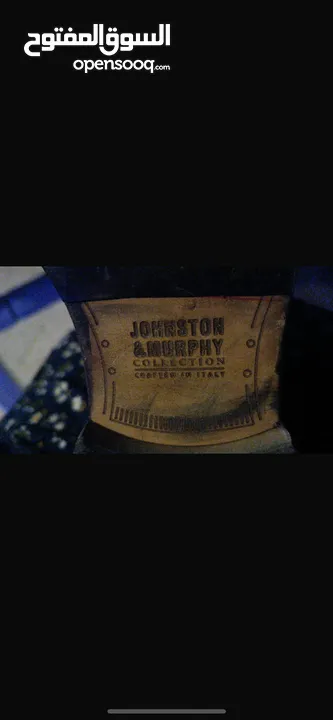 السوق المفتوح
opensooq.com
JOHNSTON
& MURPHY
COLLECTION
CRAFTED IN ITALY